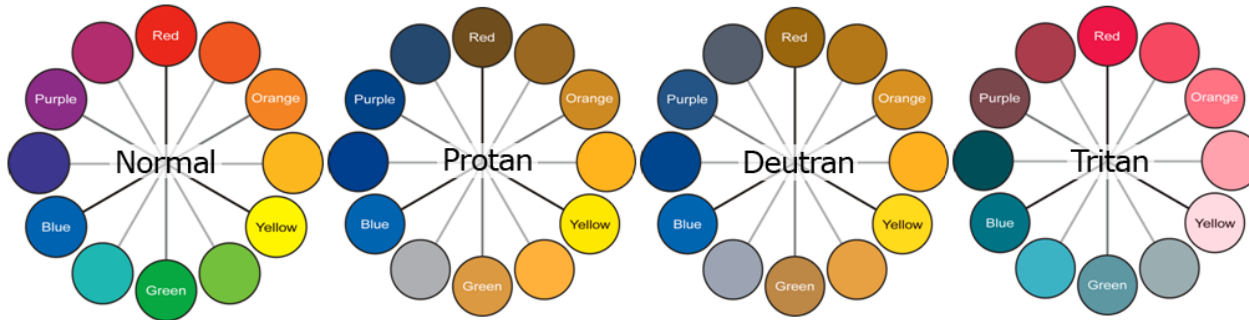 Red
Purple
Orange
Normal
Blue
Yellow
Green
Red
Purple
Orange
Protan
Blue
Yellow
Green
Red
Purple
Orange
Deutran
Blue
Yellow
Green
Red
Purple
Orange
Tritan
Blue
Yellow
Green